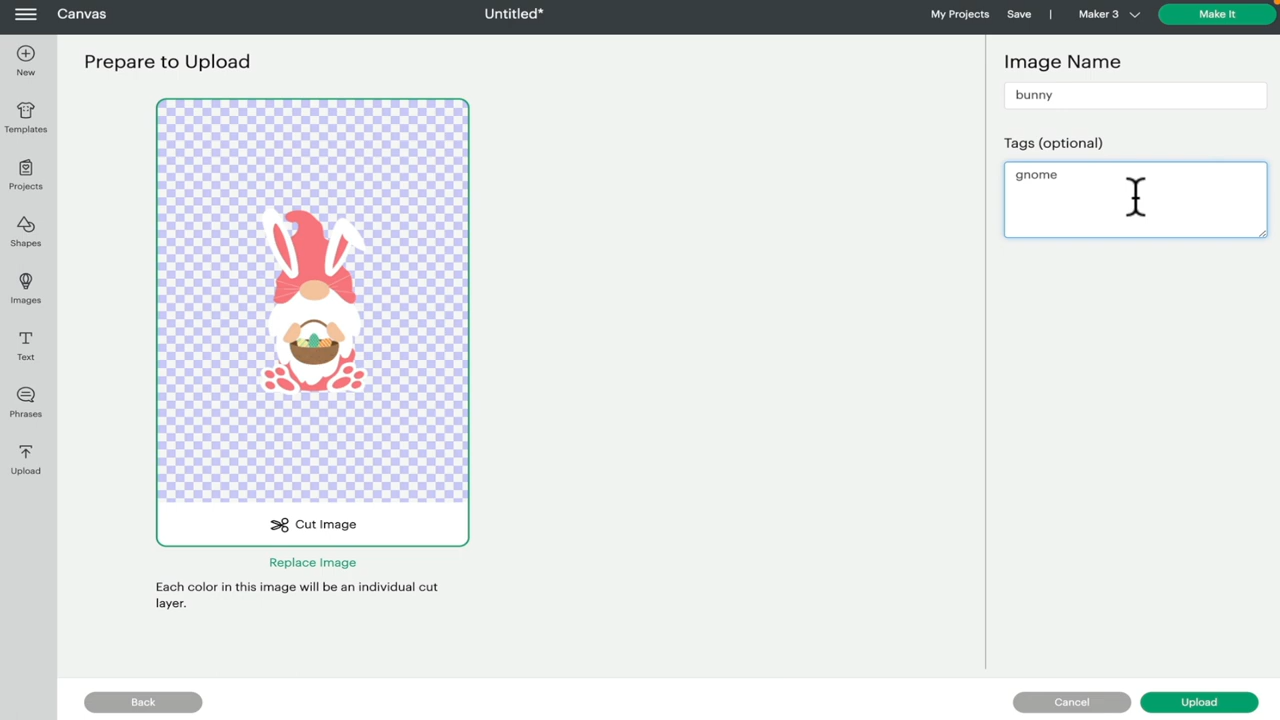 Canvas
Untitled*
My Projects
Save
|
Maker 3
Make It
New
Templates
Projects
Shapes
Images
Text
Phrases
Upload
Prepare to Upload
Cut Image
Replace Image
Each color in this image will be an individual cut
layer.
Image Name
bunny
Tags (optional)
gnome
Back
Cancel
Upload